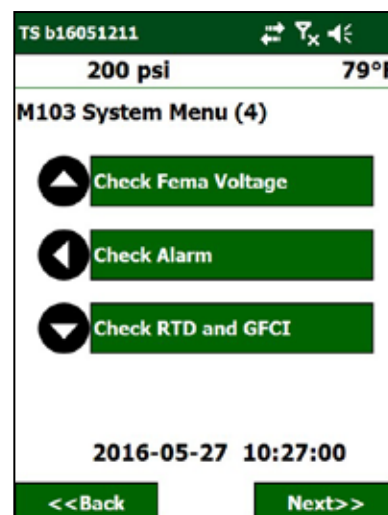 TS b16051211
200 psi 79°F
M103 System Menu (4)
Check Fema Voltage
Check Alarm
Check RTD and GFCI
2016-05-27 10:27:00
<<Back Next>>